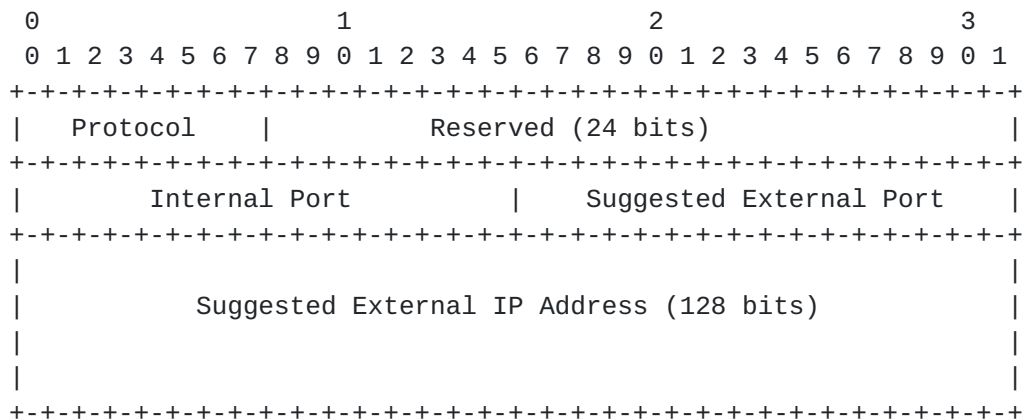 0                   1                   2                   3
 0 1 2 3 4 5 6 7 8 9 0 1 2 3 4 5 6 7 8 9 0 1 2 3 4 5 6 7 8 9 0 1
+-+-+-+-+-+-+-+-+-+-+-+-+-+-+-+-+-+-+-+-+-+-+-+-+-+-+-+-+-+-+-+-+
|   Protocol    |          Reserved (24 bits)                   |
+-+-+-+-+-+-+-+-+-+-+-+-+-+-+-+-+-+-+-+-+-+-+-+-+-+-+-+-+-+-+-+-+
|        Internal Port          |    Suggested External Port    |
+-+-+-+-+-+-+-+-+-+-+-+-+-+-+-+-+-+-+-+-+-+-+-+-+-+-+-+-+-+-+-+-+
|                                                               |
|           Suggested External IP Address (128 bits)            |
|                                                               |
|                                                               |
+-+-+-+-+-+-+-+-+-+-+-+-+-+-+-+-+-+-+-+-+-+-+-+-+-+-+-+-+-+-+-+-+